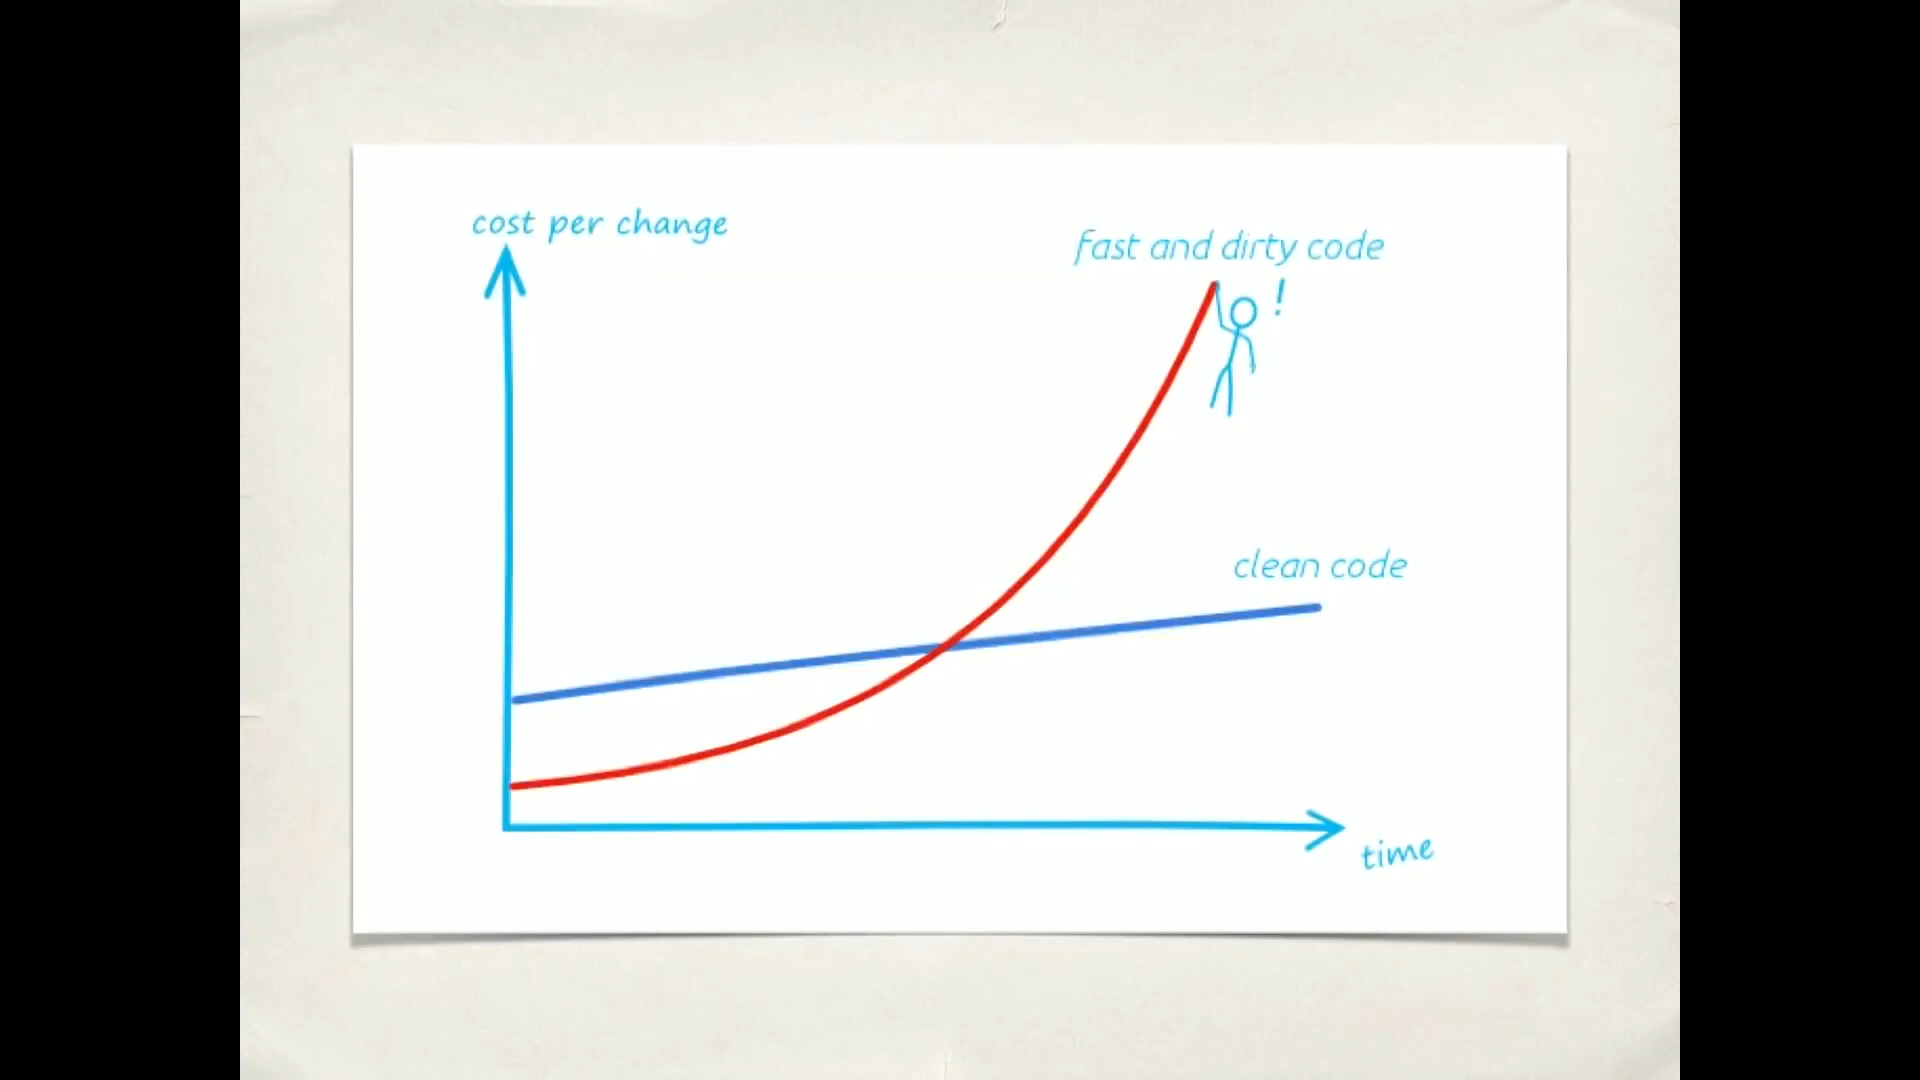 cost per change
fast and dirty code
!
clean code
time